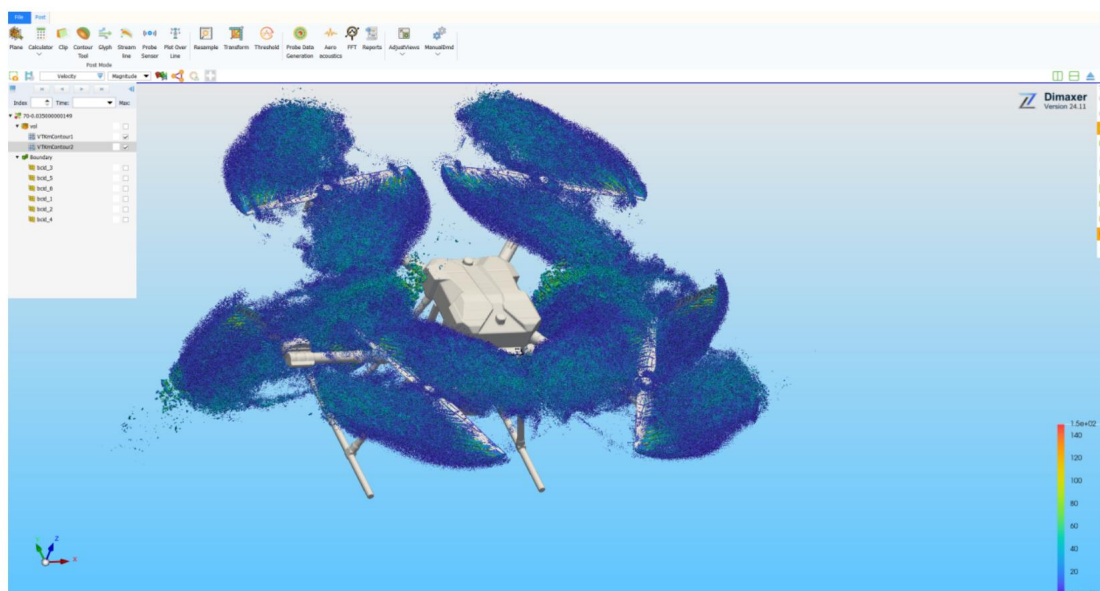 File Post
Plane Calculator Clip Contour Tool Glyph Stream line Probe Sensor Plot Over Line Resample Transform Threshold Probe Data Generation Aero acoustics FFT Reports AdjustViews ManualEmd
Post Mode
Velocity Magnitude
Index Time: Max:
Dimaxer
Version 24.11
70-0.035000000149
vol
VTKmContour1
VTKmContour2
Boundary
bcid_3
bcid_5
bcid_6
bcid_1
bcid_2
bcid_4
1.5e+02
140
120
100
80
60
40
20
Y Z
X